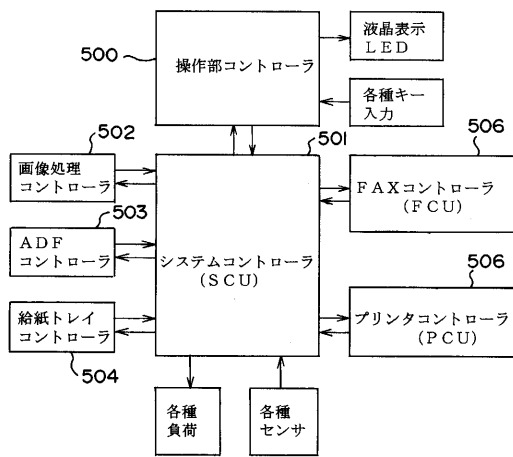 500
操作部コントローラ
液晶表示
ＬＥＤ
各種キー
入力
502
501
506
画像処理
コントローラ
ＦＡＸコントローラ
(ＦＣＵ)
503
ＡＤＦ
コントローラ
システムコントローラ
(ＳＣＵ)
506
給紙トレイ
コントローラ
プリンタコントローラ
(ＰＣＵ)
504
各種
負荷
各種
センサ